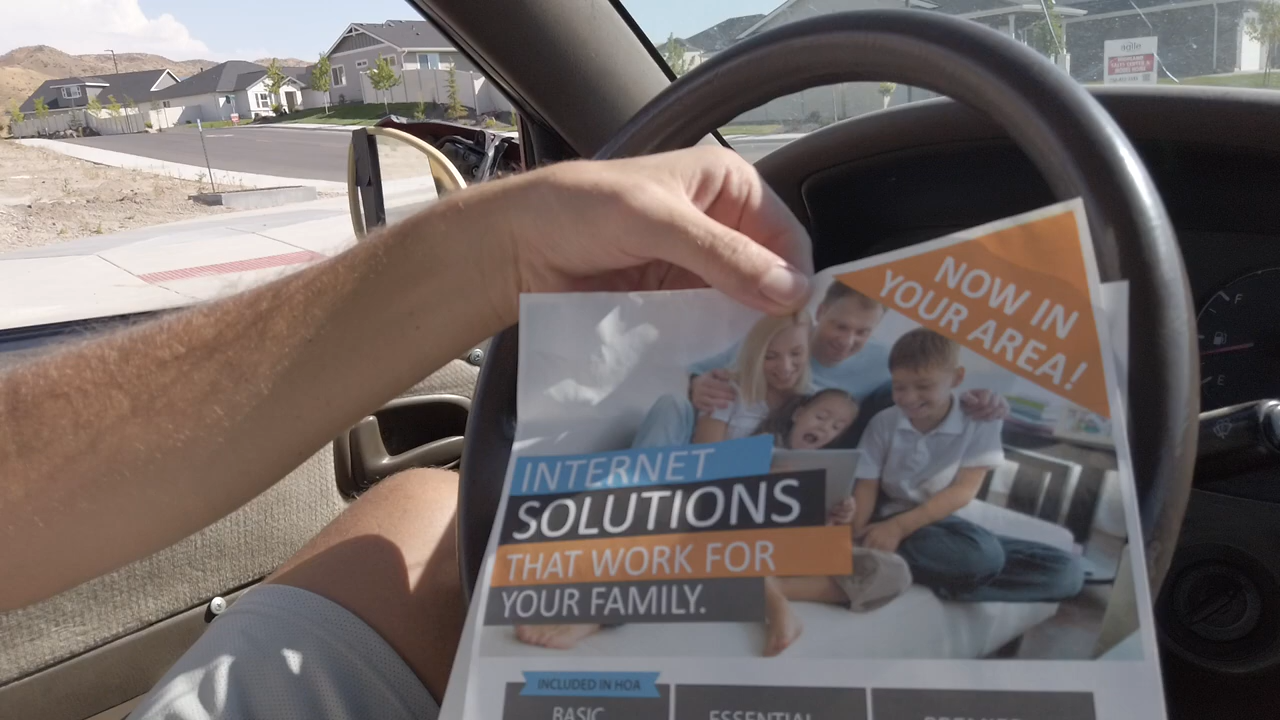 agile
NOW IN
YOUR AREA!
INTERNET
SOLUTIONS
THAT WORK FOR
YOUR FAMILY.
INCLUDED IN HOA
BASIC
ESSENTIAL
F
E